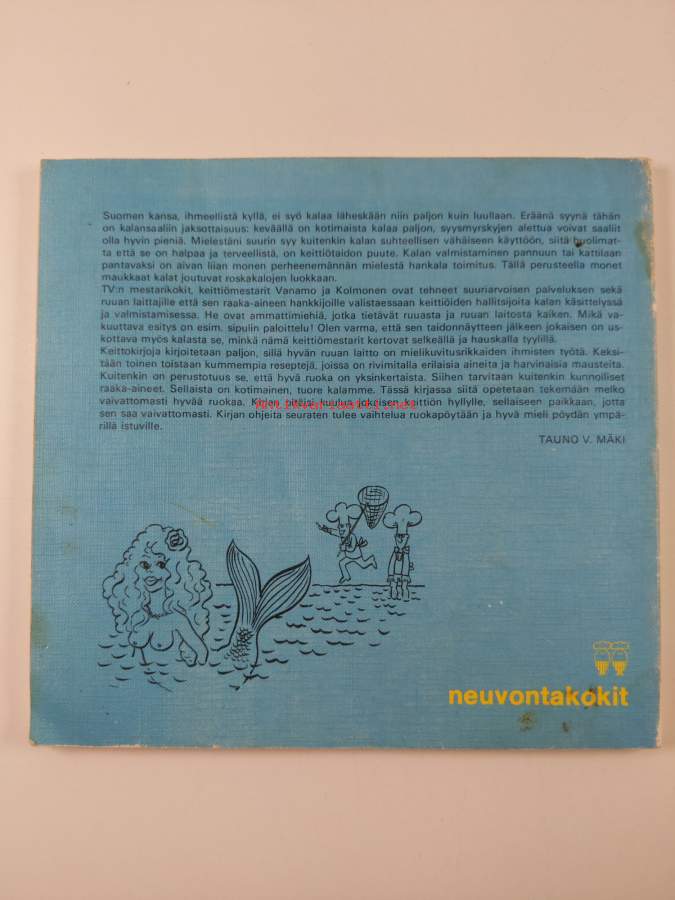 Suomen kansa, ihmeellistä kyllä, ei syö kalaa läheskään niin paljon kuin luullaan. Eräänä syynä tähän
on kalansaaliin jaksottaisuus: keväällä on kotimaista kalaa paljon, syysmyrskyjen alettua voivat saaliit
olla hyvin pieniä. Mielestäni suurin syy kuitenkin kalan suhteellisen vähäiseen käyttöön, siitä huolimat-
ta että se on halpaa ja terveellistä, on keittiötaidon puute. Kalan valmistaminen pannuun tai kattilaan
pantavaksi on aivan liian monen perheenemännän mielestä hankala toimitus. Tällä perusteella monet
maukkaat kalat joutuvat roskakalojen luokkaan.
TV:n mestarikokit, keittiömestarit Vanamo ja Kolmonen ovat tehneet suuriarvoisen palveluksen sekä
ruuan laittajille että sen raaka-aineen hankkijoille valistaessaan keittiöiden hallitsijoita kalan käsittelyssä
ja valmistamisessa. He ovat ammattimiehiä, jotka tietävät ruuasta ja ruuan laitosta kaiken. Mikä va-
kuuttava esitys on esim. sipulin paloittelu! Olen varma, että sen taidonnäytteen jälkeen jokaisen on us-
kottava myös kalasta se, minkä nämä keittiömestarit kertovat selkeällä ja hauskalla tyylillä.
Keittokirjoja kirjoitetaan paljon, sillä hyvän ruuan laitto on mielikuvitusrikkaiden ihmisten työtä. Keksi-
tään toinen toistaan kummempia reseptejä, joissa on rivimitalla erilaisia aineita ja harvinaisia mausteita.
Kuitenkin on perustotuus se, että hyvä ruoka on yksinkertaista. Siihen tarvitaan kuitenkin kunnolliset
raaka-aineet. Sellaista on kotimainen, tuore kalamme. Tässä kirjassa siitä opetetaan tekemään melko
vaivattomasti hyvää ruokaa. Kirjan pitäisi kuulua jokaisen keittiön hyllylle, sellaiseen paikkaan, jotta
sen saa vaivattomasti. Kirjan ohjeita seuraten tulee vaihtelua ruokapöytään ja hyvä mieli pöydän ympä-
rillä istuville.
TAUNO V. MÄKI
Antikvariaatti.net
neuvontakokit